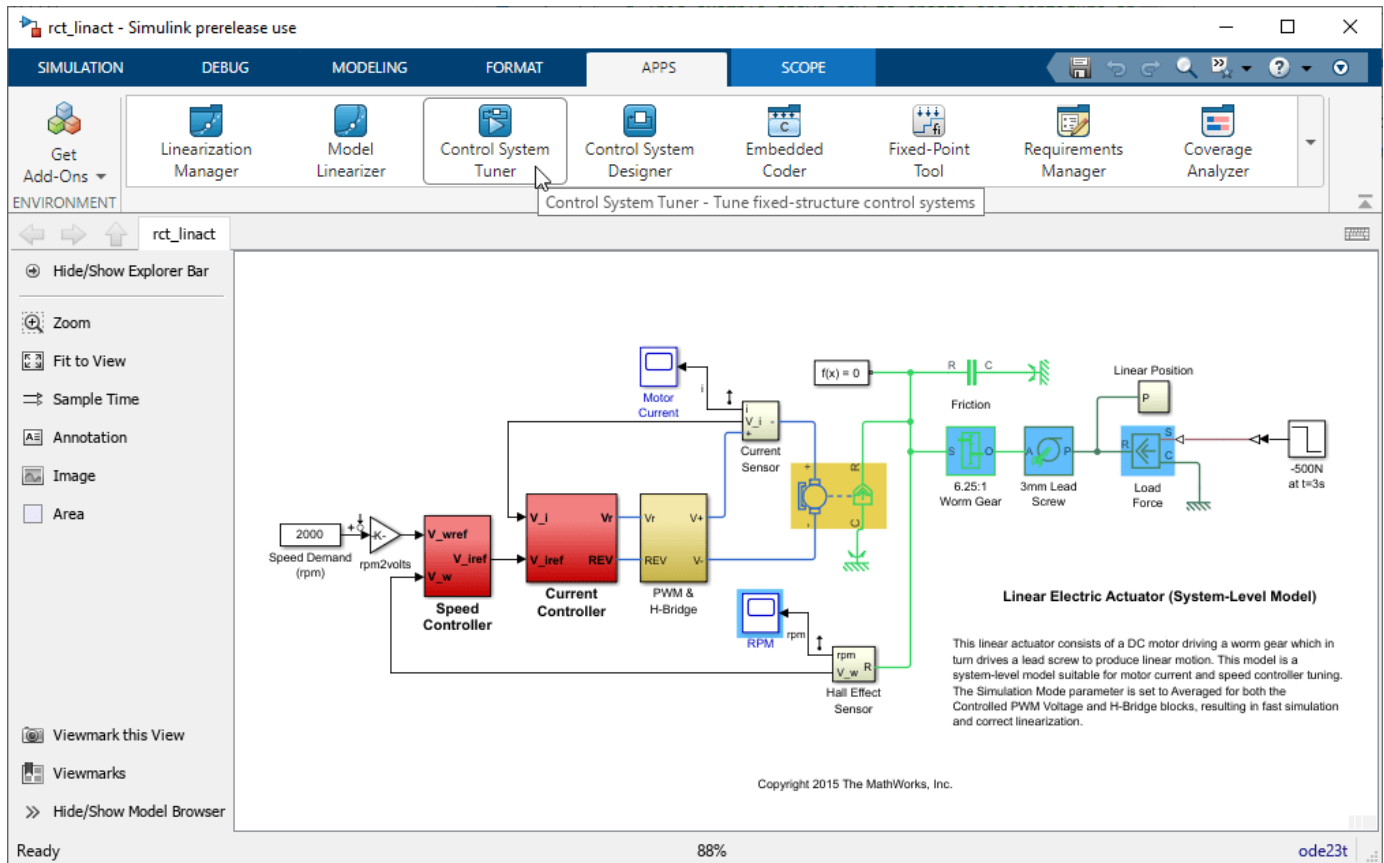 rct_linact - Simulink prerelease use
SIMULATION
DEBUG
MODELING
FORMAT
APPS
SCOPE
Get
Add-Ons
Linearization
Manager
Model
Linearizer
Control System
Tuner
Control System
Designer
Embedded
Coder
Fixed-Point
Tool
Requirements
Manager
Coverage
Analyzer
C
fi
ENVIRONMENT
Control System Tuner - Tune fixed-structure control systems
rct_linact
Hide/Show Explorer Bar
Zoom
Fit to View
Sample Time
Annotation
Image
Area
Viewmark this View
Viewmarks
Hide/Show Model Browser
Motor
Current
i
i
V_i -
+
Current
Sensor
f(x) = 0
R
C
Friction
Linear Position
P
S
O
6.25:1
Worm Gear
A
P
3mm Lead
Screw
R
S
C
Load
Force
-500N
at t=3s
2000
Speed Demand
(rpm)
-K-
rpm2volts
V_wref
V_iref
V_w
Speed
Controller
V_i
Vr
V_iref
REV
Current
Controller
Vr
V+
REV
V-
PWM &
H-Bridge
+
R
-
C
RPM
rpm
rpm
V_w
R
Hall Effect
Sensor
Linear Electric Actuator (System-Level Model)
This linear actuator consists of a DC motor driving a worm gear which in
turn drives a lead screw to produce linear motion. This model is a
system-level model suitable for motor current and speed controller tuning.
The Simulation Mode parameter is set to Averaged for both the
Controlled PWM Voltage and H-Bridge blocks, resulting in fast simulation
and correct linearization.
Copyright 2015 The MathWorks, Inc.
Ready
88%
ode23t